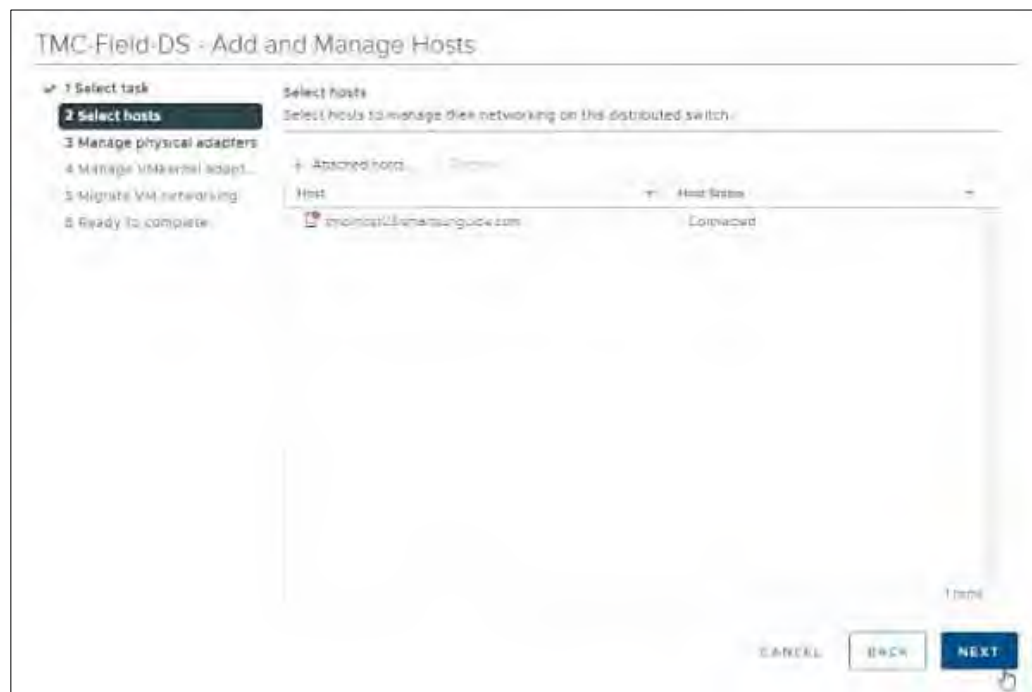 TMC-Field-DS - Add and Manage Hosts
1 Select task
2 Select hosts
3 Manage physical adapters
4 Manage VMkernel adapt...
5 Migrate VM networking
6 Ready to complete
Select hosts
Select hosts to manage their networking on this distributed switch.
+ Attached hosts...
Host
Host Status
Connected
1 items
CANCEL
BACK
NEXT